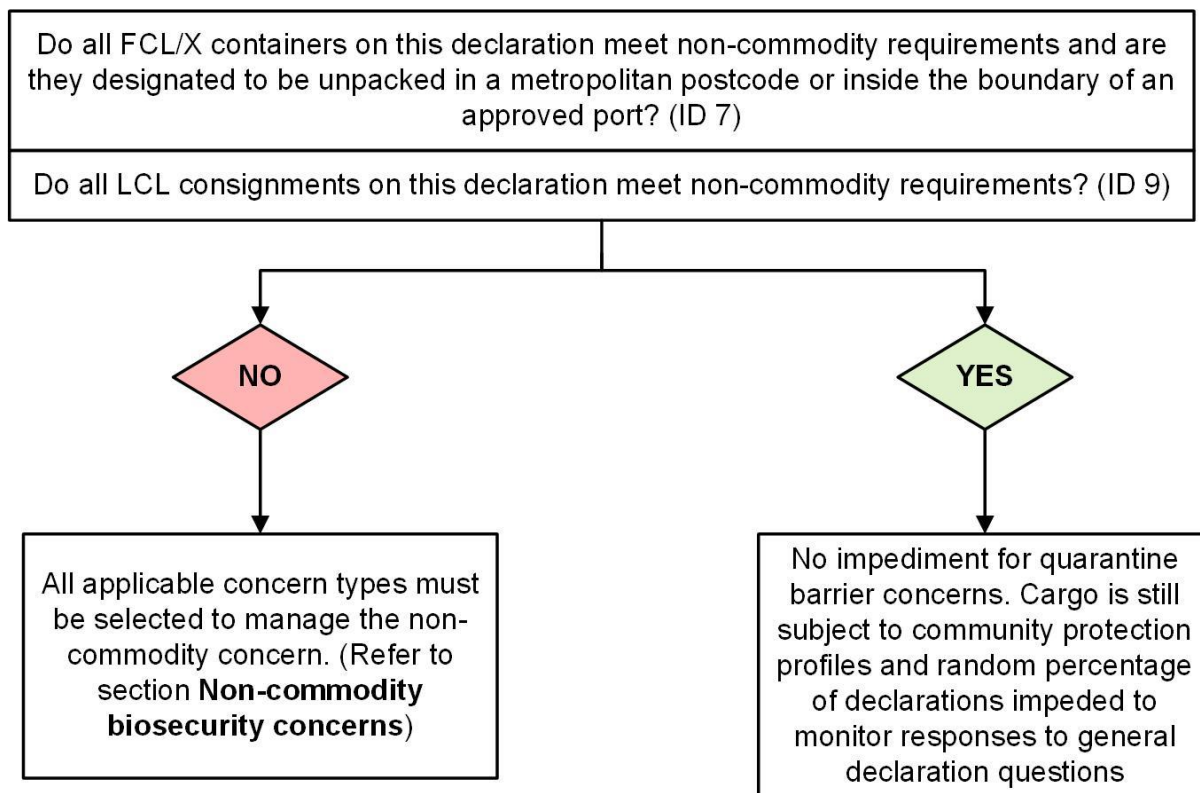 Do all FCL/X containers on this declaration meet non-commodity requirements and are
they designated to be unpacked in a metropolitan postcode or inside the boundary of an
approved port? (ID 7)
Do all LCL consignments on this declaration meet non-commodity requirements? (ID 9)
NO
YES
All applicable concern types must
be selected to manage the non-
commodity concern. (Refer to
section Non-commodity
biosecurity concerns)
No impediment for quarantine
barrier concerns. Cargo is still
subject to community protection
profiles and random percentage
of declarations impeded to
monitor responses to general
declaration questions